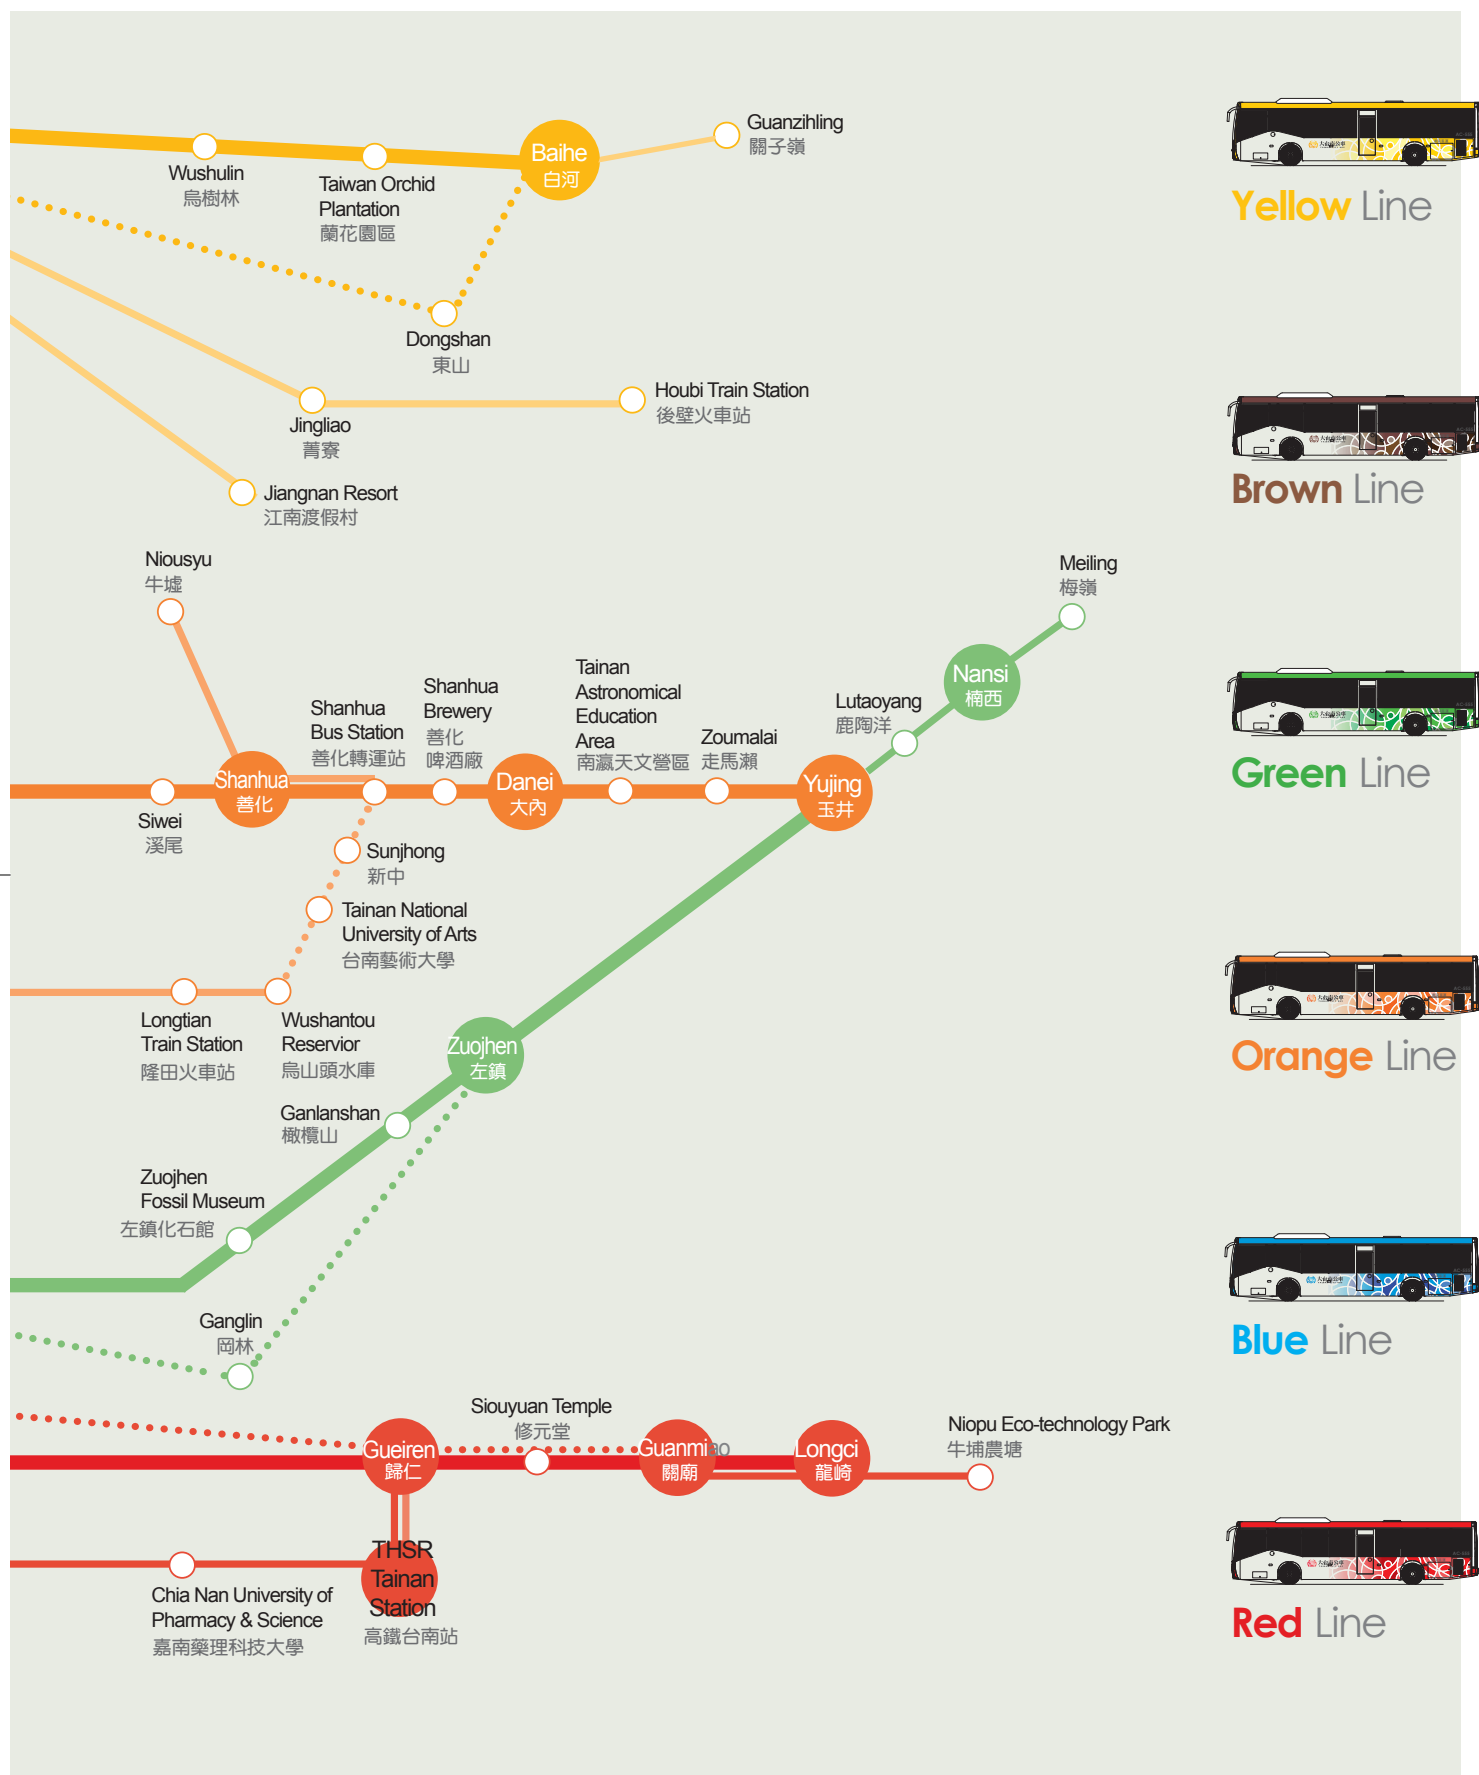 Guanzihling
關子嶺
Baihe
白河
Wushulin
烏樹林
Taiwan Orchid
Plantation
蘭花園區
Yellow Line
Dongshan
東山
Houbi Train Station
後壁火車站
Jingliao
菁寮
Jiangnan Resort
江南渡假村
Brown Line
Niousyu
牛墟
Meiling
梅嶺
Nansi
楠西
Lutaoyang
鹿陶洋
Tainan
Astronomical
Education
Area
南瀛天文營區
Shanhua
Brewery
善化
啤酒廠
Shanhua
Bus Station
善化轉運站
Zoumalai
走馬瀨
Shanhua
善化
Danei
大內
Yujing
玉井
Green Line
Siwei
溪尾
Sunjhong
新中
Tainan National
University of Arts
台南藝術大學
Longtian
Train Station
隆田火車站
Wushantou
Reservior
烏山頭水庫
Zuojhen
左鎮
Orange Line
Ganlanshan
橄欖山
Zuojhen
Fossil Museum
左鎮化石館
Ganglin
岡林
Blue Line
Siouyuan Temple
修元堂
Gueiren
歸仁
Guanmiao
關廟
Longci
龍崎
Niopu Eco-technology Park
牛埔農塘
THSR
Tainan
Station
高鐵台南站
Chia Nan University of
Pharmacy & Science
嘉南藥理科技大學
Red Line